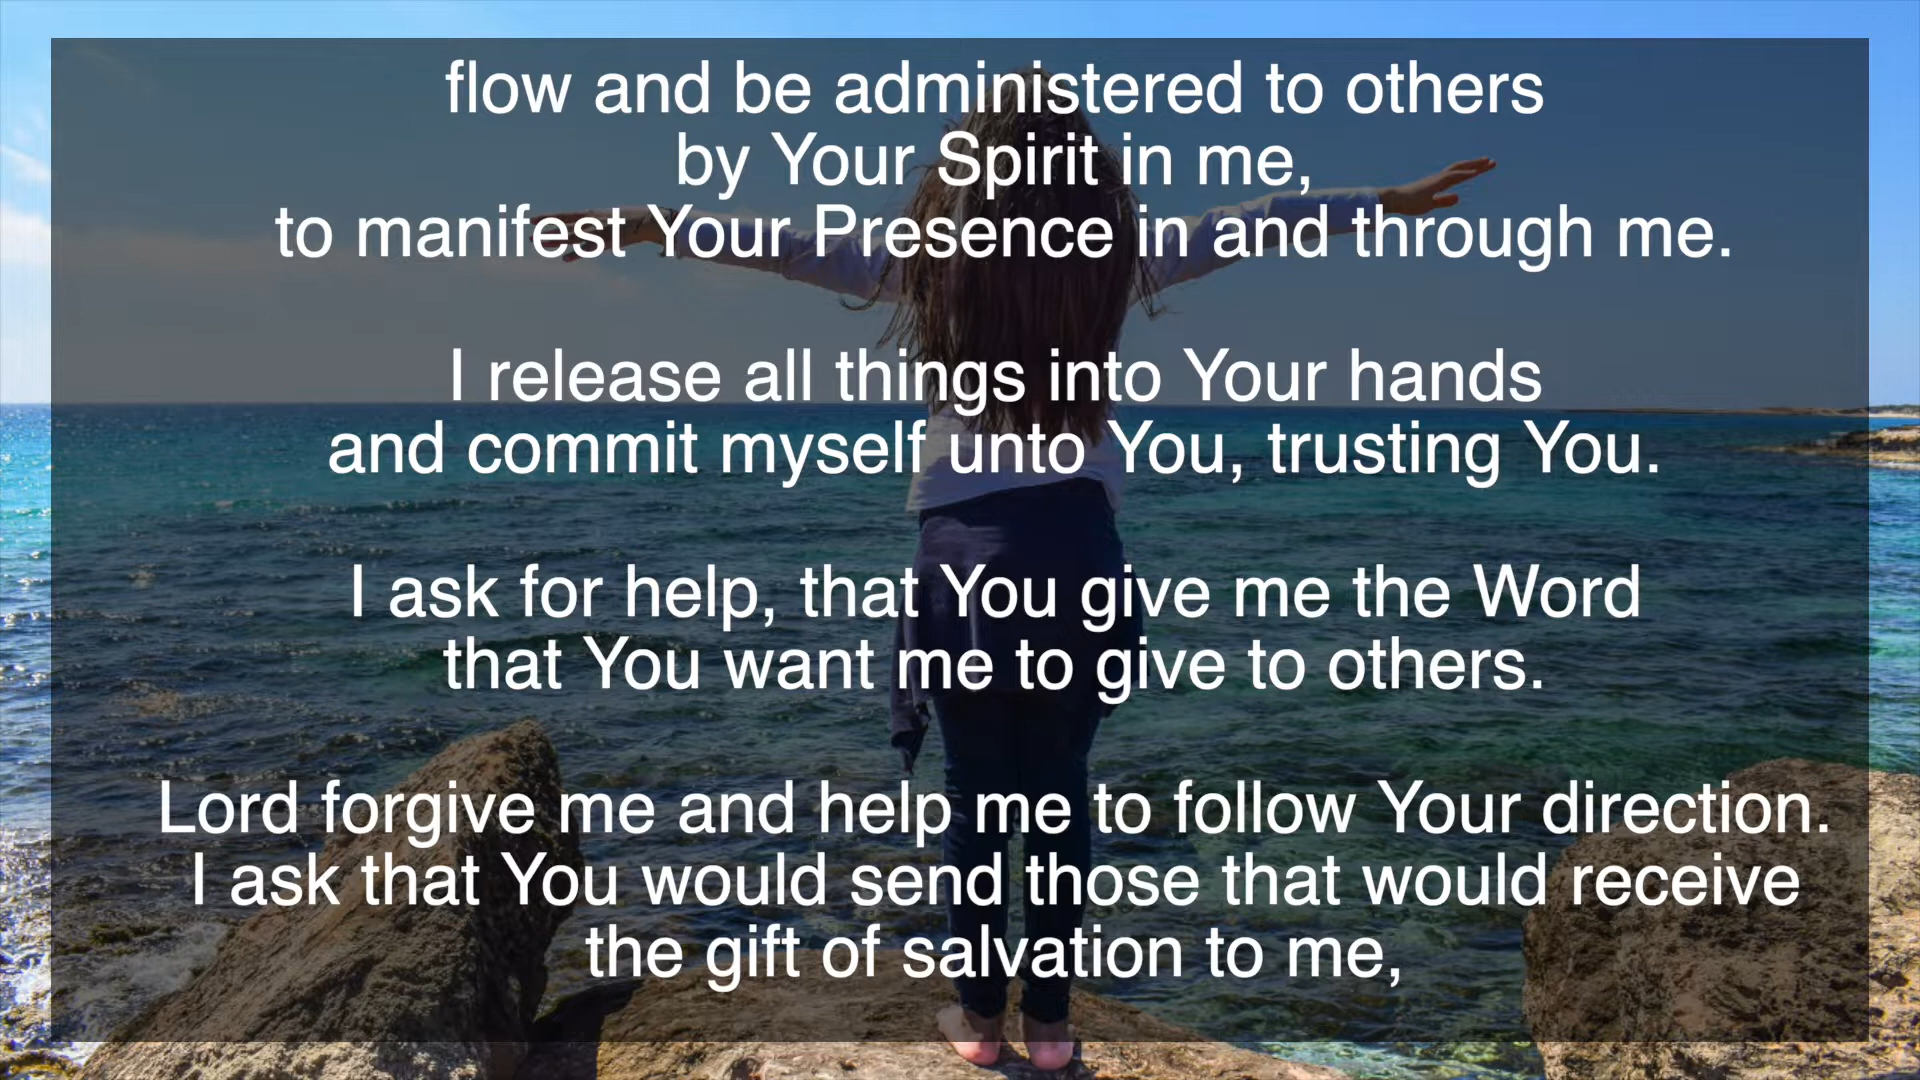 flow and be administered to others
by Your Spirit in me,
to manifest Your Presence in and through me.
I release all things into Your hands
and commit myself unto You, trusting You.
I ask for help, that You give me the Word
that You want me to give to others.
Lord forgive me and help me to follow Your direction.
I ask that You would send those that would receive
the gift of salvation to me,